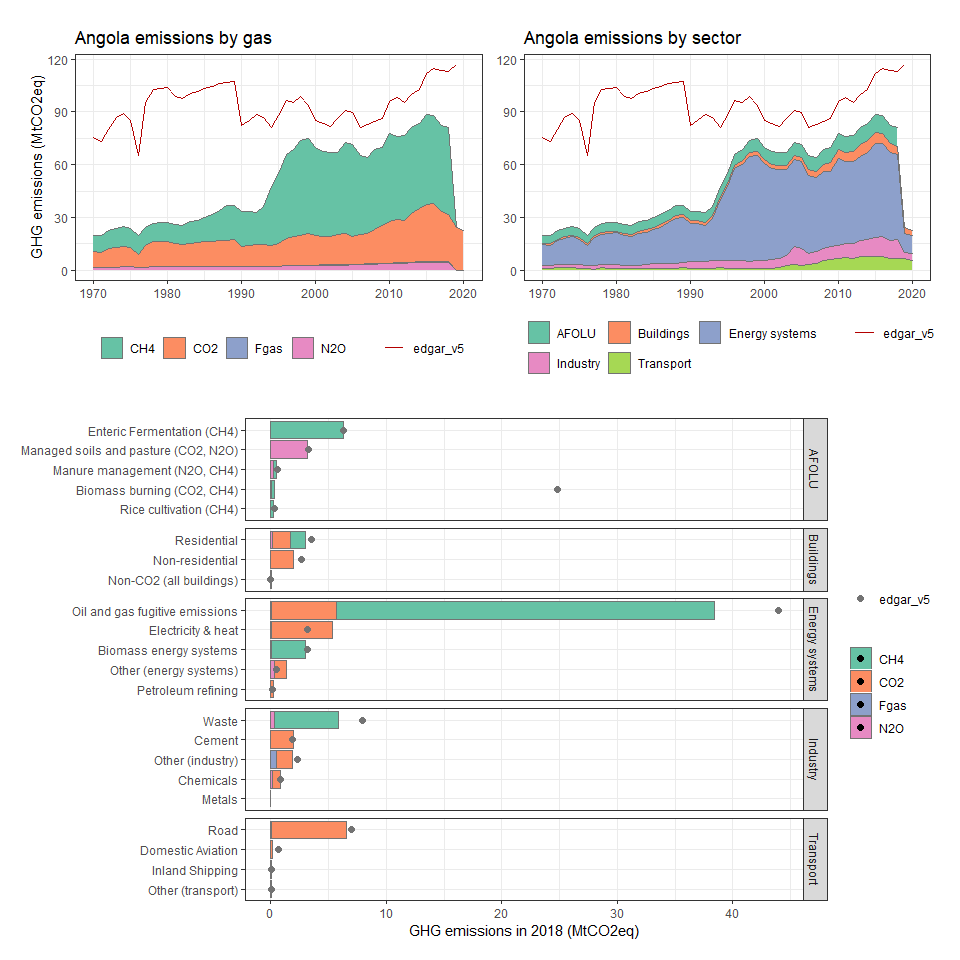 Angola emissions by gas
GHG emissions (MtCO2eq)
120
90
60
30
0
1970 1980 1990 2000 2010 2020
CH4 CO2 Fgas N2O edgar_v5
Angola emissions by sector
120
90
60
30
0
1970 1980 1990 2000 2010 2020
AFOLU Buildings Energy systems edgar_v5
Industry Transport
Enteric Fermentation (CH4)
Managed soils and pasture (CO2, N2O)
Manure management (N2O, CH4)
Biomass burning (CO2, CH4)
Rice cultivation (CH4)
AFOLU
Residential
Non-residential
Non-CO2 (all buildings)
Buildings
Oil and gas fugitive emissions
Electricity & heat
Biomass energy systems
Other (energy systems)
Petroleum refining
Energy systems
Waste
Cement
Other (industry)
Chemicals
Metals
Industry
Road
Domestic Aviation
Inland Shipping
Other (transport)
Transport
0 10 20 30 40
GHG emissions in 2018 (MtCO2eq)
edgar_v5
CH4
CO2
Fgas
N2O